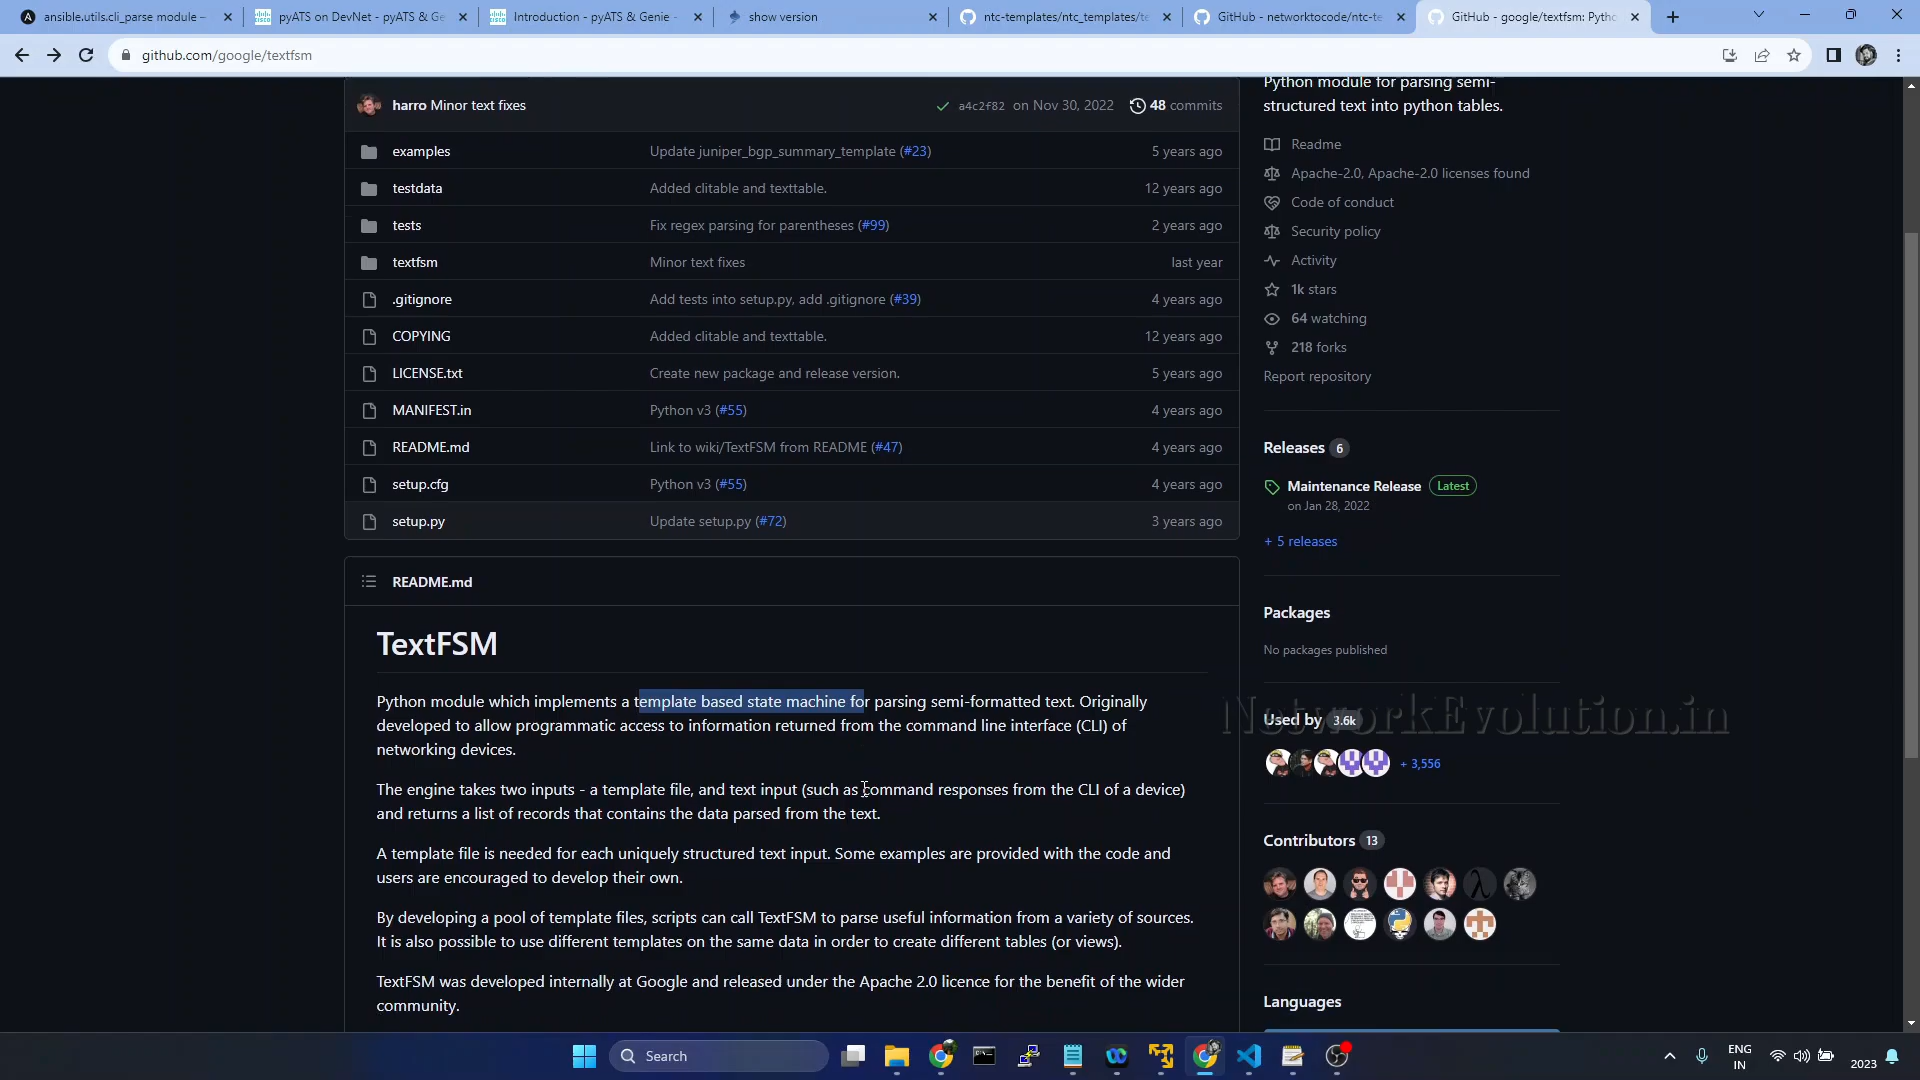 ansible.utils.cli_parse module –
pyATS on DevNet - pyATS & Ge
Introduction - pyATS & Genie -
show version
ntc-templates/ntc_templates/te
GitHub - networktocode/ntc-te
GitHub - google/textfsm: Pytho
github.com/google/textfsm
harro Minor text fixes
a4c2f82 on Nov 30, 2022
48 commits
examples
Update juniper_bgp_summary_template (#23)
5 years ago
testdata
Added clitable and texttable.
12 years ago
tests
Fix regex parsing for parentheses (#99)
2 years ago
textfsm
Minor text fixes
last year
.gitignore
Add tests into setup.py, add .gitignore (#39)
4 years ago
COPYING
Added clitable and texttable.
12 years ago
LICENSE.txt
Create new package and release version.
5 years ago
MANIFEST.in
Python v3 (#55)
4 years ago
README.md
Link to wiki/TextFSM from README (#47)
4 years ago
setup.cfg
Python v3 (#55)
4 years ago
setup.py
Update setup.py (#72)
3 years ago
README.md
TextFSM
Python module which implements a template based state machine for parsing semi-formatted text. Originally
developed to allow programmatic access to information returned from the command line interface (CLI) of
networking devices.
The engine takes two inputs - a template file, and text input (such as command responses from the CLI of a device)
and returns a list of records that contains the data parsed from the text.
A template file is needed for each uniquely structured text input. Some examples are provided with the code and
users are encouraged to develop their own.
By developing a pool of template files, scripts can call TextFSM to parse useful information from a variety of sources.
It is also possible to use different templates on the same data in order to create different tables (or views).
TextFSM was developed internally at Google and released under the Apache 2.0 licence for the benefit of the wider
community.
Python module for parsing semi-
structured text into python tables.
Readme
Apache-2.0, Apache-2.0 licenses found
Code of conduct
Security policy
Activity
1k stars
64 watching
218 forks
Report repository
Releases 6
Maintenance Release Latest
on Jan 28, 2022
+ 5 releases
Packages
No packages published
NetworkEvolution.in
Used by 3.6k
+ 3,556
Contributors 13
Languages
Search
ENG
IN
2023